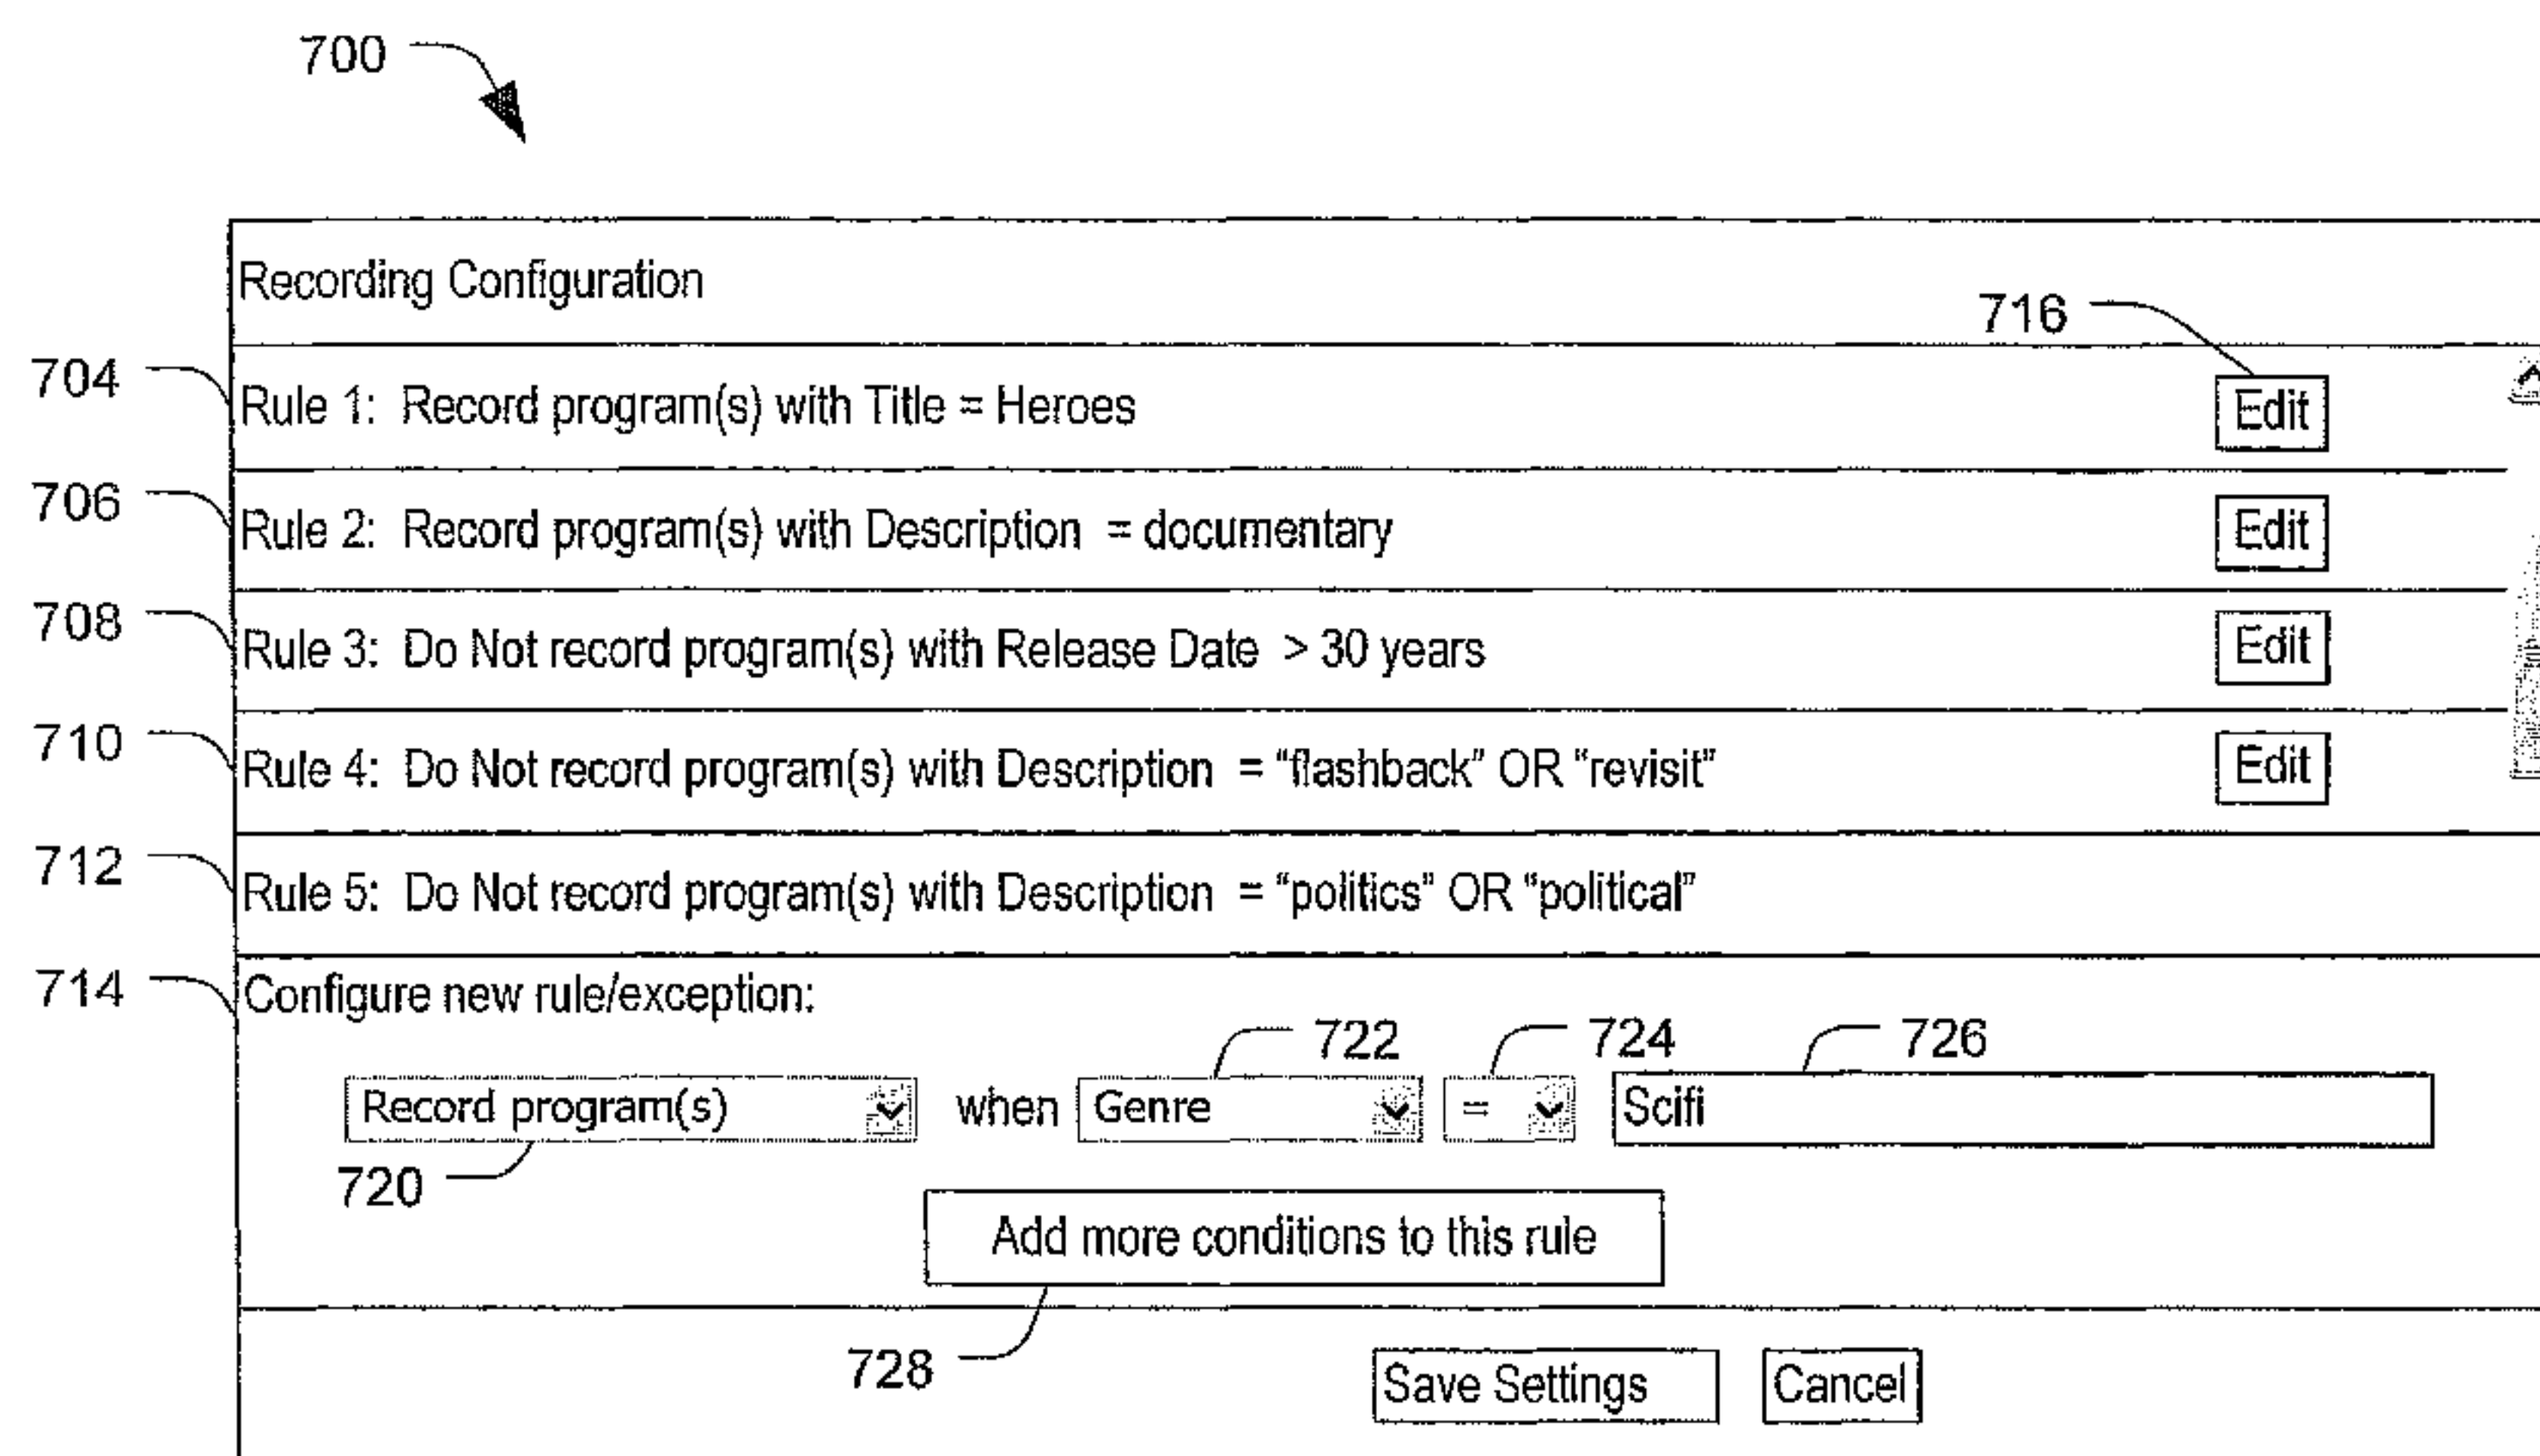 700
Recording Configuration
716
704
Rule 1: Record program(s) with Title = Heroes
Edit
706
Rule 2: Record program(s) with Description = documentary
Edit
708
Rule 3: Do Not record program(s) with Release Date > 30 years
Edit
710
Rule 4: Do Not record program(s) with Description = “flashback” OR “revisit”
Edit
712
Rule 5: Do Not record program(s) with Description = “politics” OR “political”
714
Configure new rule/exception:
722
724
726
Record program(s) when Genre = Scifi
720
Add more conditions to this rule
728
Save Settings Cancel